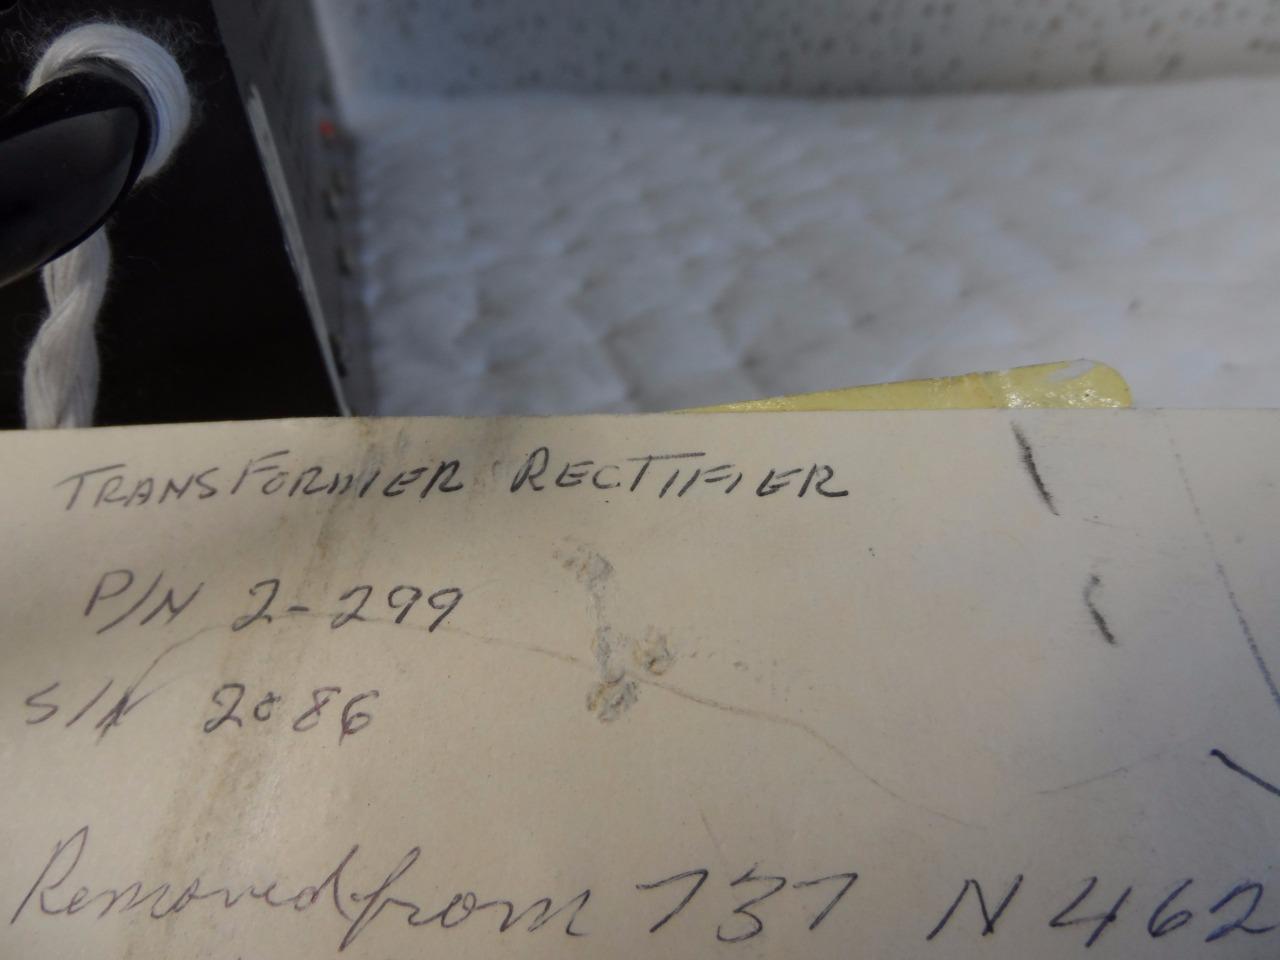 TRANSFORMER RECTIFIER
P/N 2-299
S/N 2086
Removed from 737 N462